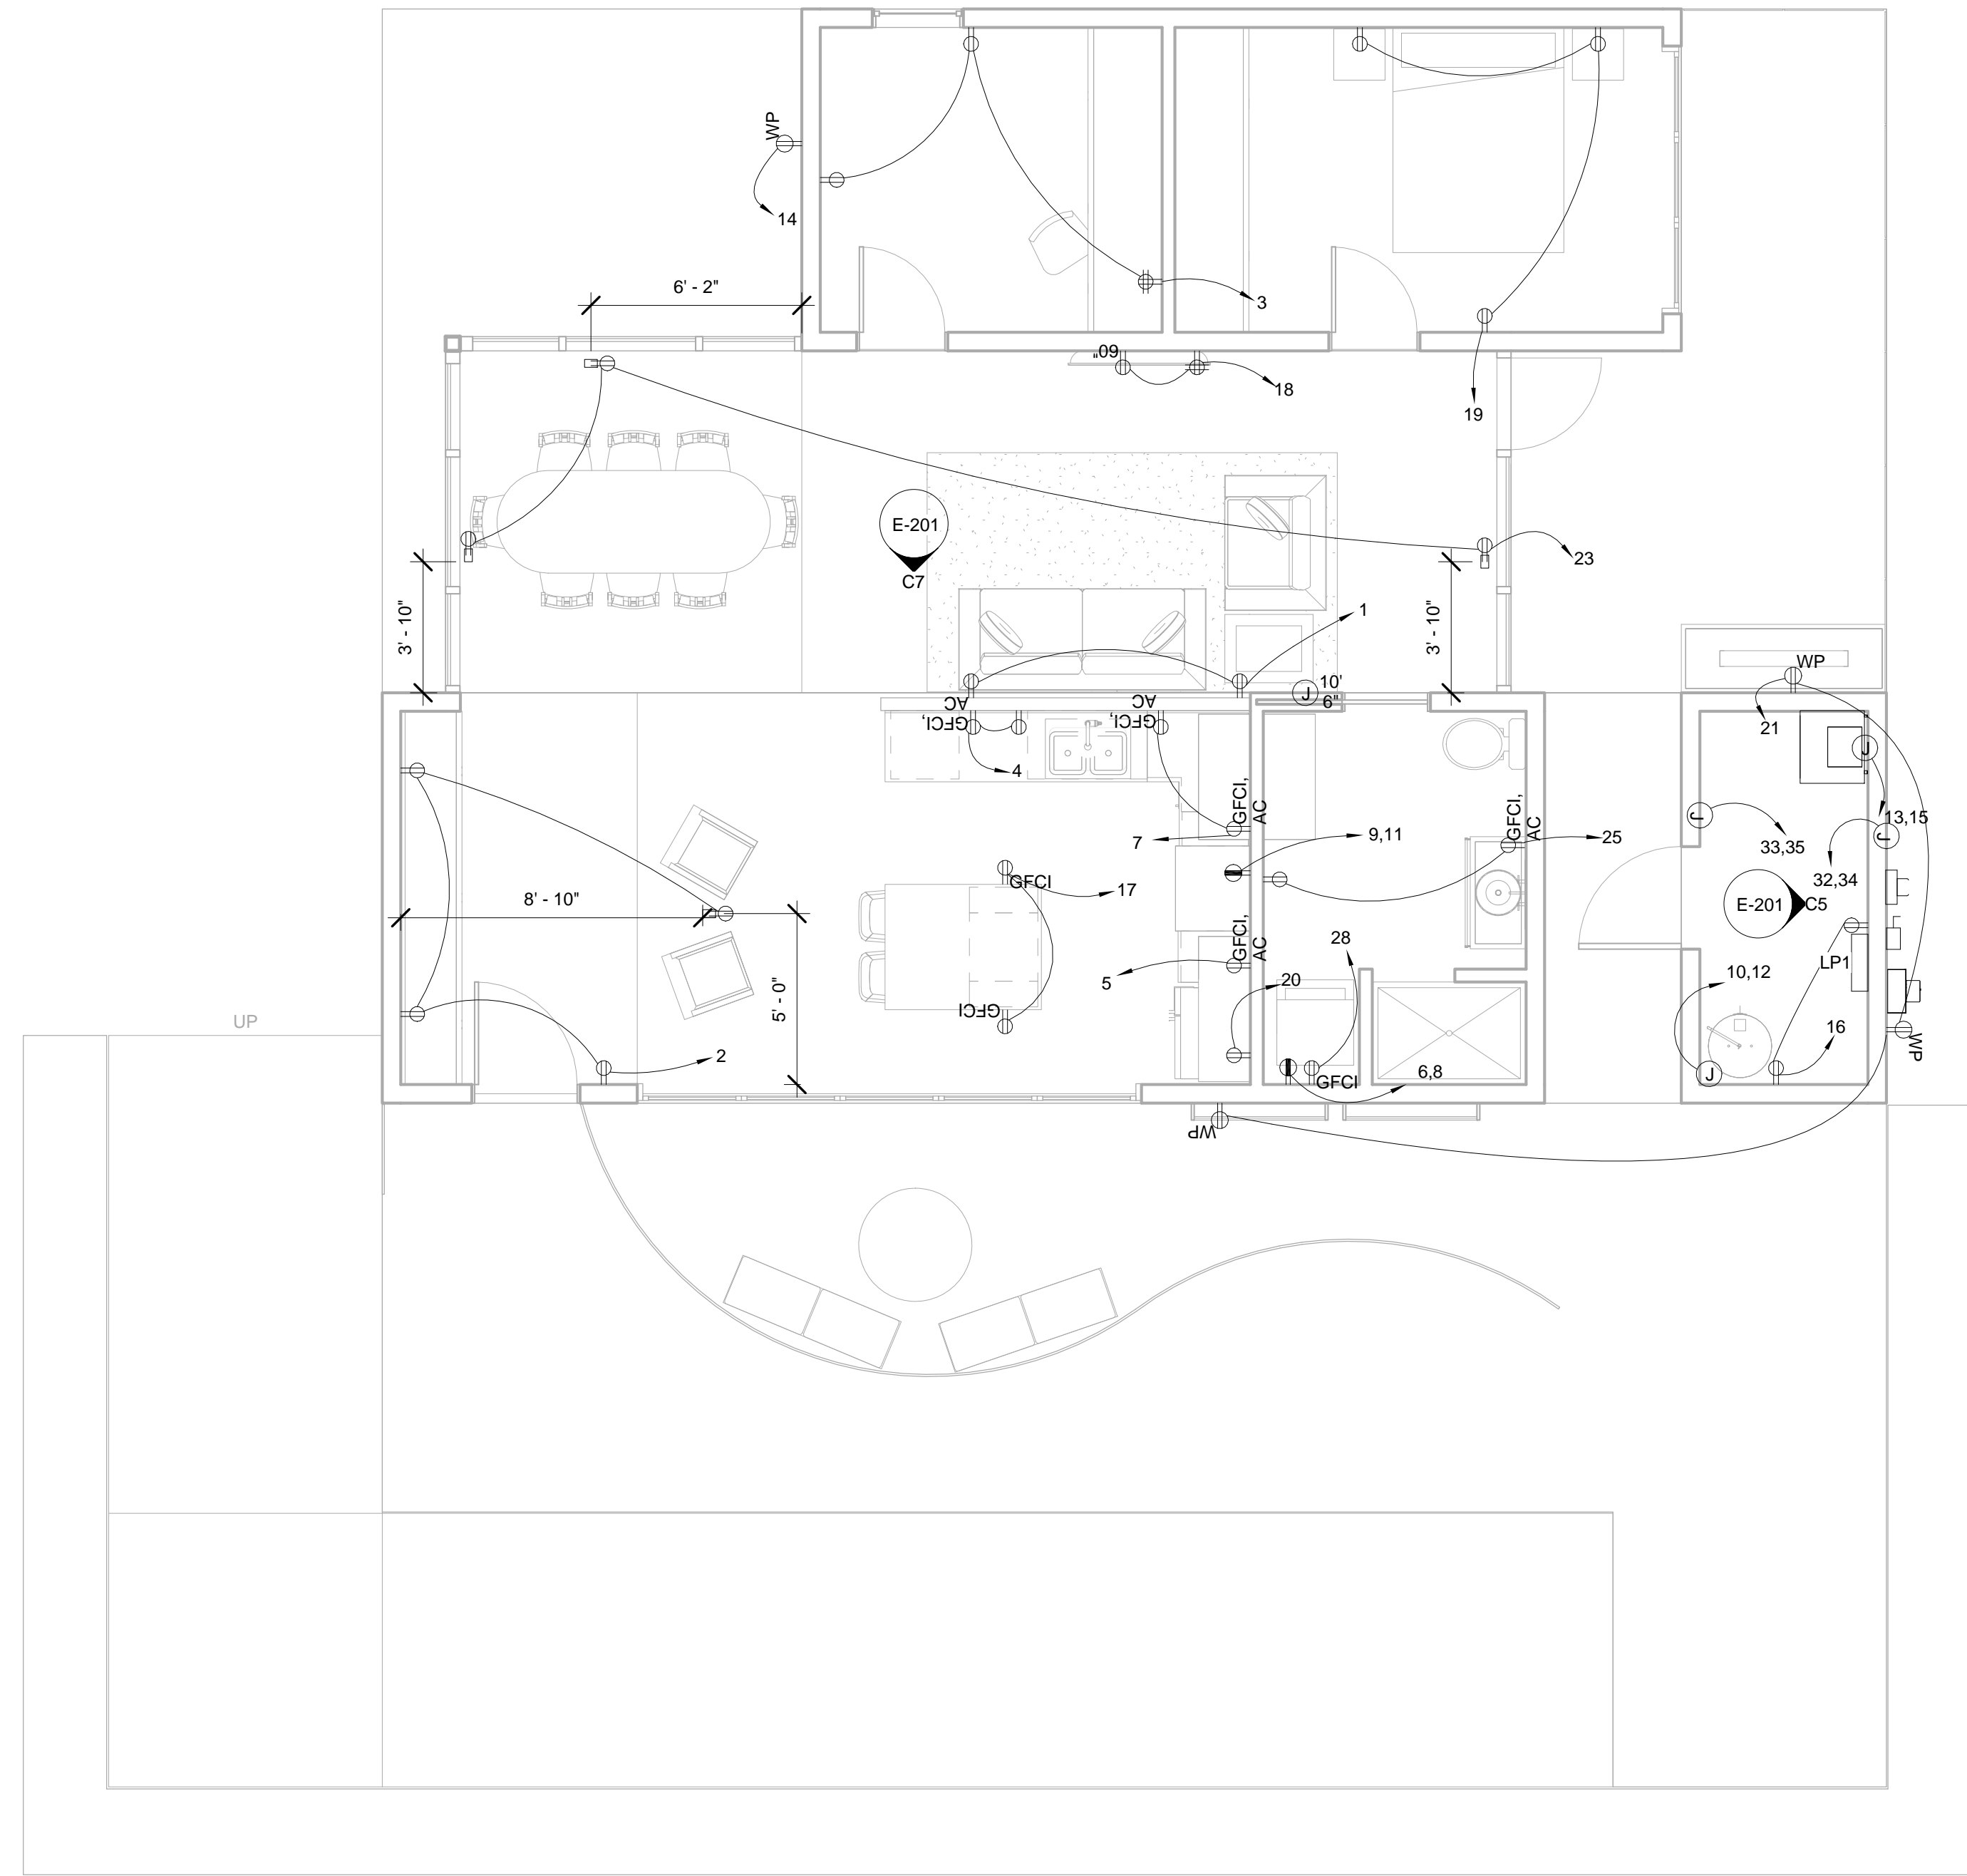 WP
14
6' - 2"
3
60"
18
19
E-201
C7
23
3' - 10"
3' - 10"
1
10'
6"
WP
21
AC
GFCI,
AC
GFCI,
4
GFCI,
AC
7
9,11
GFCI,
AC
25
13,15
33,35
32,34
E-201
C5
8' - 10"
GFCI
17
GFCI,
AC
5
28
20
10,12
LP1
J
J
J
J
J
16
GFCI
5' - 0"
2
UP
GFCI
6,8
WP
WP